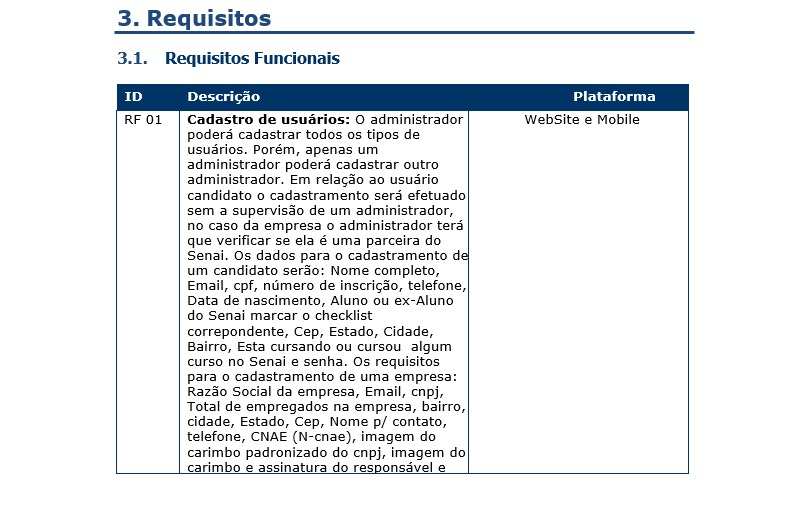 3. Requisitos
3.1. Requisitos Funcionais
ID Descrição Plataforma
RF 01 Cadastro de usuários: O administrador WebSite e Mobile
poderá cadastrar todos os tipos de
usuários. Porém, apenas um
administrador poderá cadastrar outro
administrador. Em relação ao usuário
candidato o cadastramento será efetuado
sem a supervisão de um administrador,
no caso da empresa o administrador terá
que verificar se ela é uma parceira do
Senai. Os dados para o cadastramento de
um candidato serão: Nome completo,
Email, cpf, número de inscrição, telefone,
Data de nascimento, Aluno ou ex-Aluno
do Senai marcar o checklist
correpondente, Cep, Estado, Cidade,
Bairro, Esta cursando ou cursou algum
curso no Senai e senha. Os requisitos
para o cadastramento de uma empresa:
Razão Social da empresa, Email, cnpj,
Total de empregados na empresa, bairro,
cidade, Estado, Cep, Nome p/ contato,
telefone, CNAE (N-cnae), imagem do
carimbo padronizado do cnpj, imagem do
carimbo e assinatura do responsável e